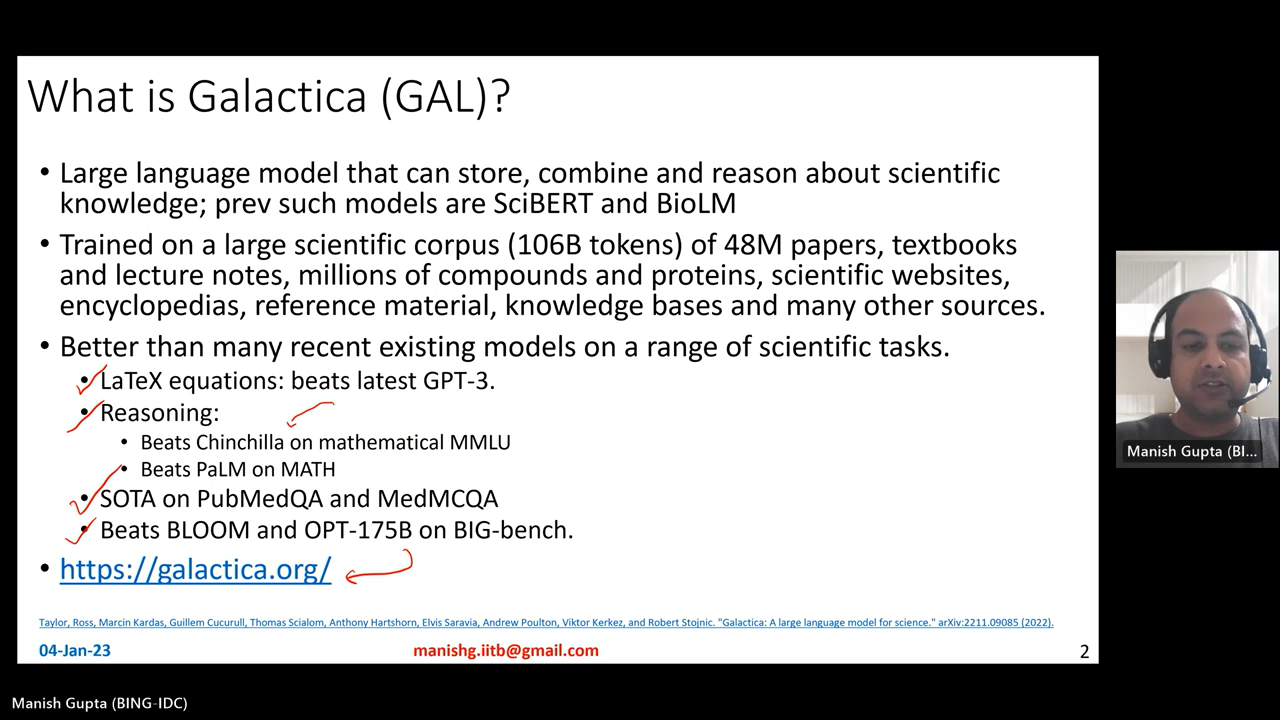 What is Galactica (GAL)?
• Large language model that can store, combine and reason about scientific
knowledge; prev such models are SciBERT and BioLM
• Trained on a large scientific corpus (106B tokens) of 48M papers, textbooks
and lecture notes, millions of compounds and proteins, scientific websites,
encyclopedias, reference material, knowledge bases and many other sources.
• Better than many recent existing models on a range of scientific tasks.
• LaTeX equations: beats latest GPT-3.
• Reasoning:
• Beats Chinchilla on mathematical MMLU
• Beats PaLM on MATH
• SOTA on PubMedQA and MedMCQA
• Beats BLOOM and OPT-175B on BIG-bench.
• https://galactica.org/
Taylor, Ross, Marcin Kardas, Guillem Cucurull, Thomas Scialom, Anthony Hartshorn, Elvis Saravia, Andrew Poulton, Viktor Kerkez, and Robert Stojnic. "Galactica: A large language model for science." arXiv:2211.09085 (2022).
04-Jan-23 manishg.iitb@gmail.com 2
Manish Gupta (BI...
Manish Gupta (BING-IDC)